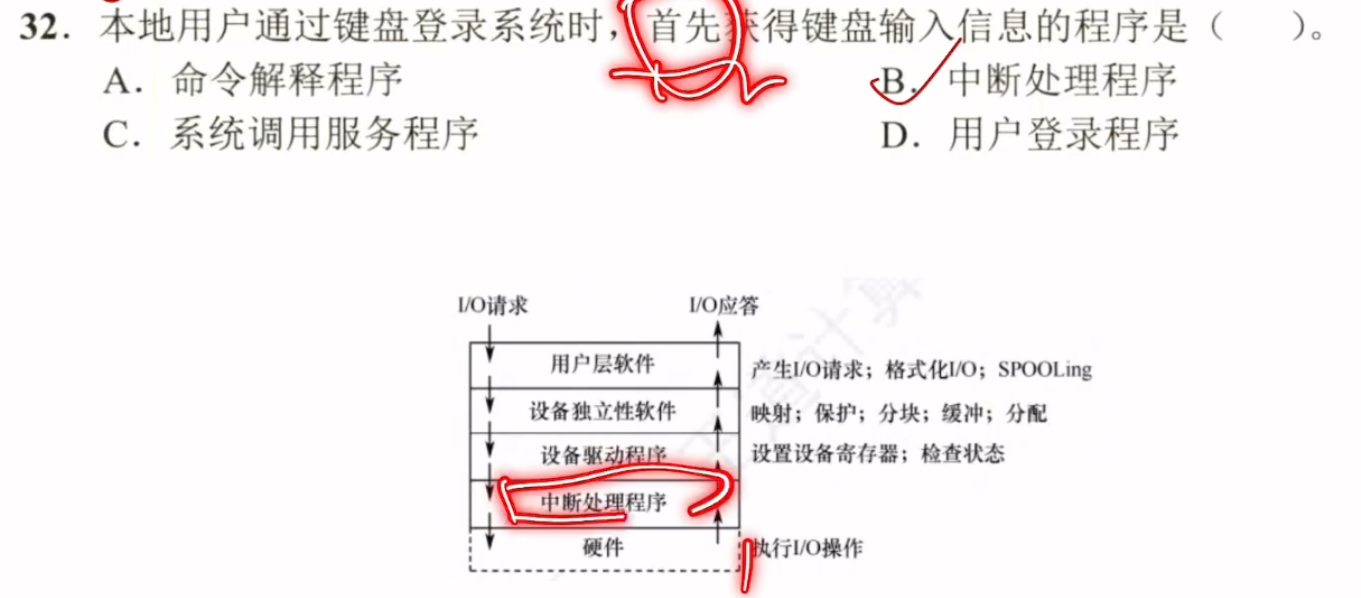 32. 本地用户通过键盘登录系统时，首先获得键盘输入信息的程序是（　　）。
A. 命令解释程序　　B. 中断处理程序
C. 系统调用服务程序　　D. 用户登录程序
I/O请求　　I/O应答
用户层软件　　产生I/O请求；格式化I/O；SPOOLing
设备独立性软件　　映射；保护；分块；缓冲；分配
设备驱动程序　　设置设备寄存器；检查状态
中断处理程序
硬件　　执行I/O操作